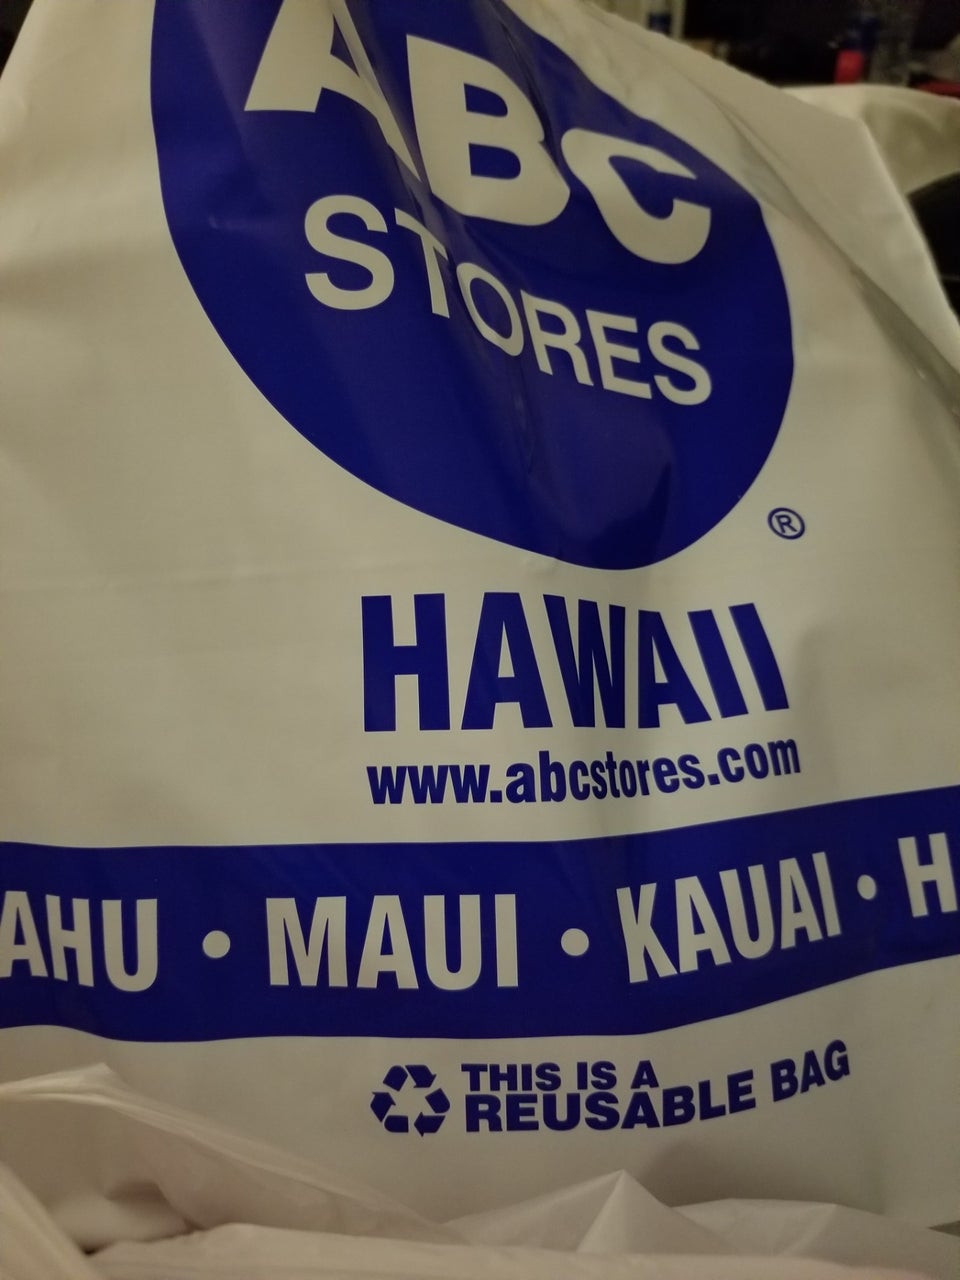 ABC
STORES
®
HAWAII
www.abcstores.com
AHU • MAUI • KAUAI • H
THIS IS A
REUSABLE BAG